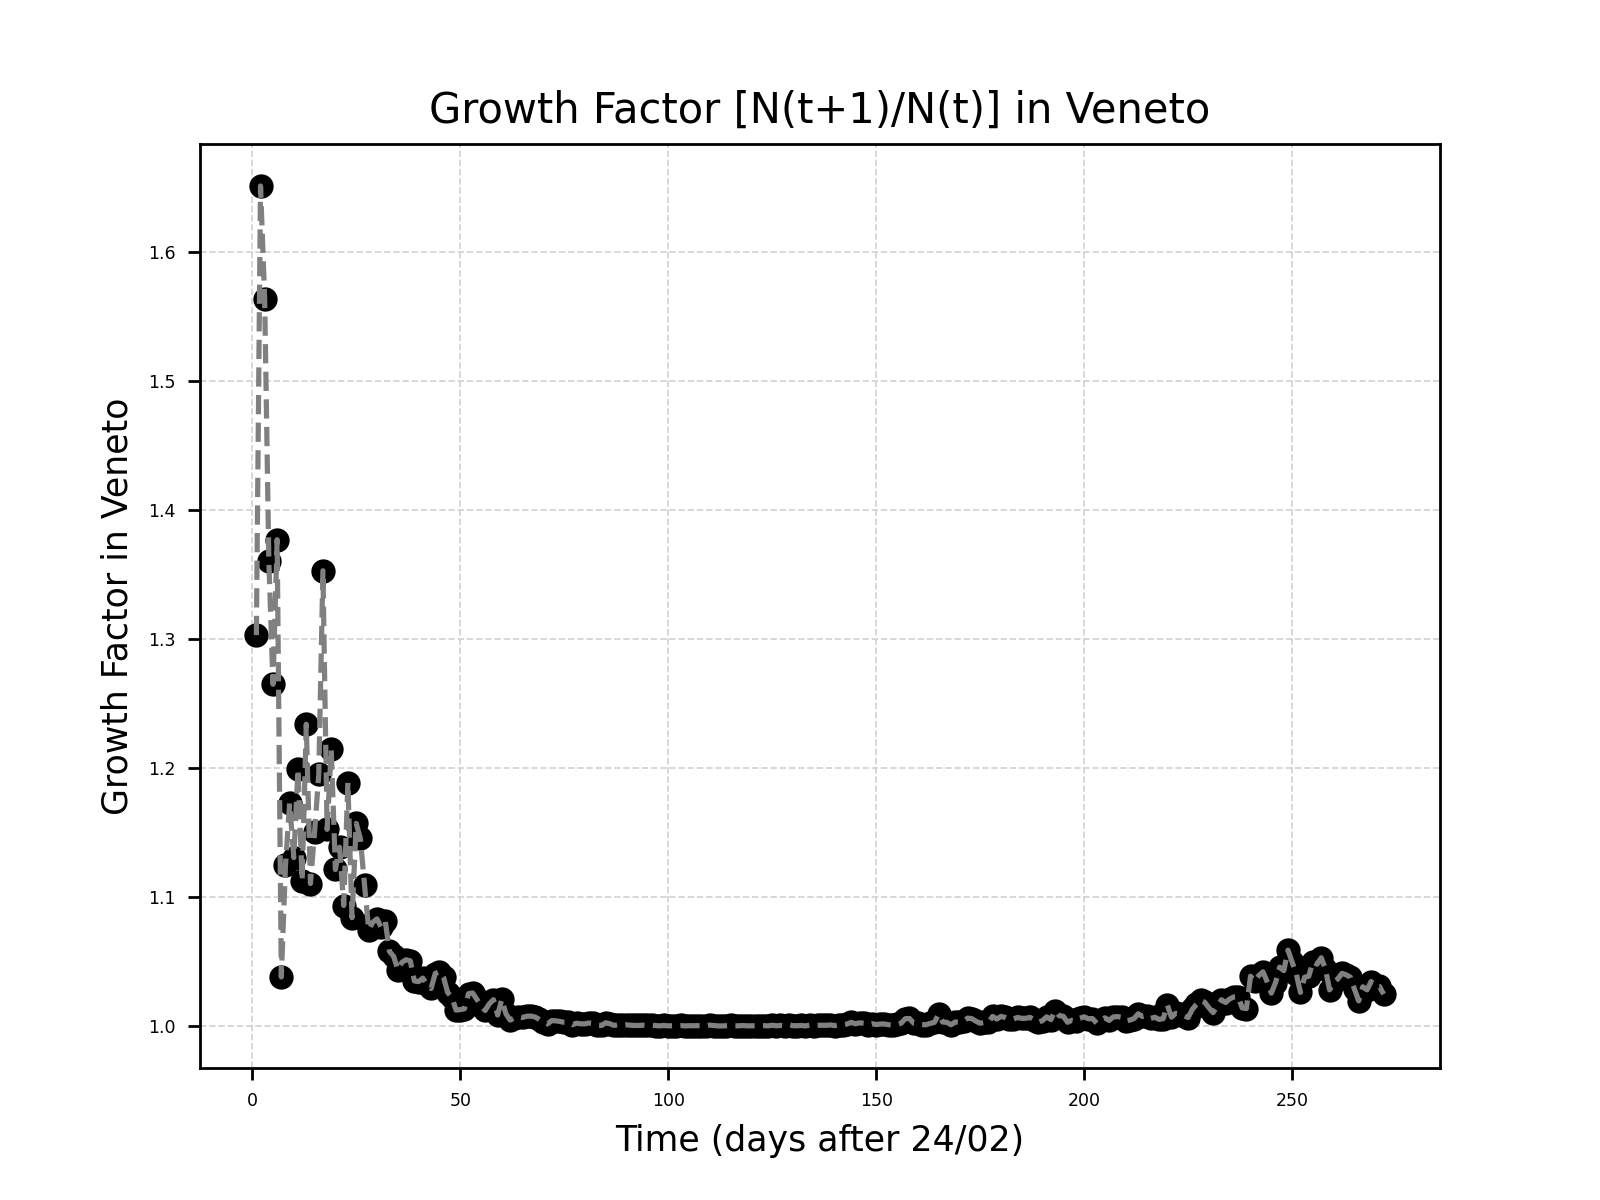 Growth Factor [N(t+1)/N(t)] in Veneto
Growth Factor in Veneto
1.6
1.5
1.4
1.3
1.2
1.1
1.0
0 50 100 150 200 250
Time (days after 24/02)